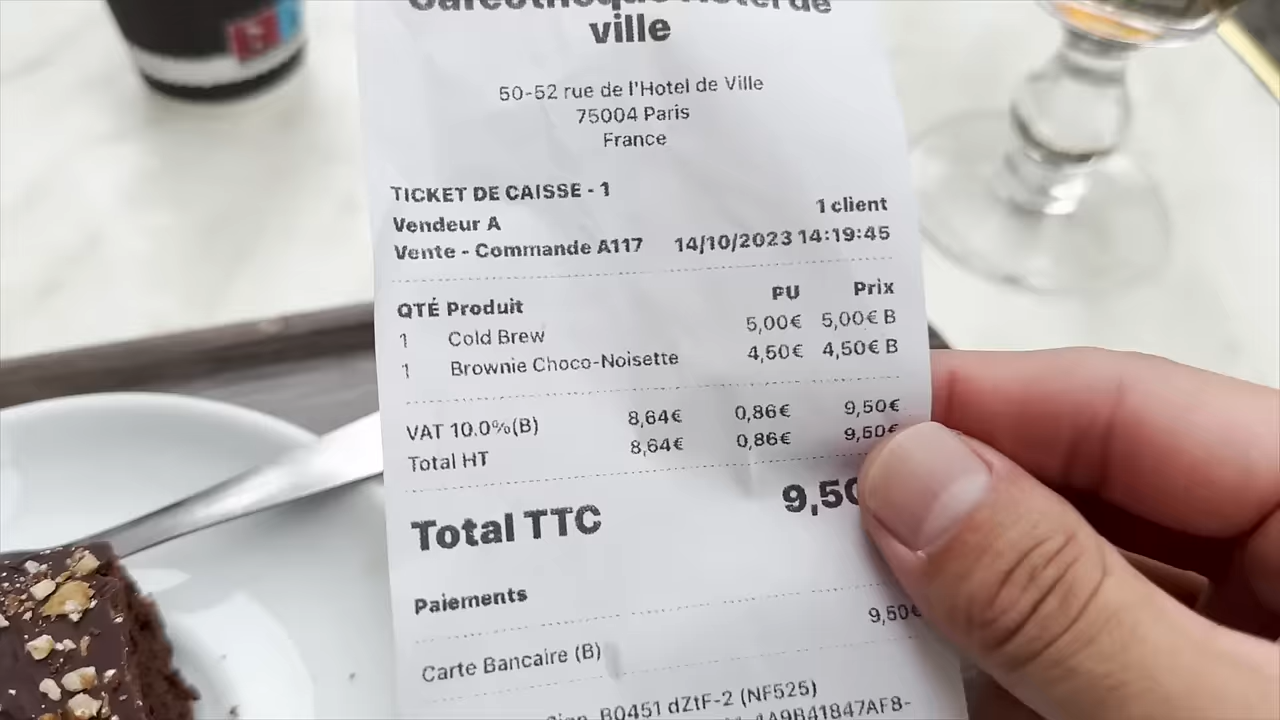 ville
50-52 rue de l'Hotel de Ville
75004 Paris
France
TICKET DE CAISSE - 1
Vendeur A 1 client
Vente - Commande A117 14/10/2023 14:19:45
QTÉ Produit PU Prix
1 Cold Brew 5,00€ 5,00€ B
1 Brownie Choco-Noisette 4,50€ 4,50€ B
VAT 10.0%(B) 8,64€ 0,86€ 9,50€
Total HT 8,64€ 0,86€ 9,50€
Total TTC 9,50
Paiements
Carte Bancaire (B) 9,50€
B0451 dZtF-2 (NF525)